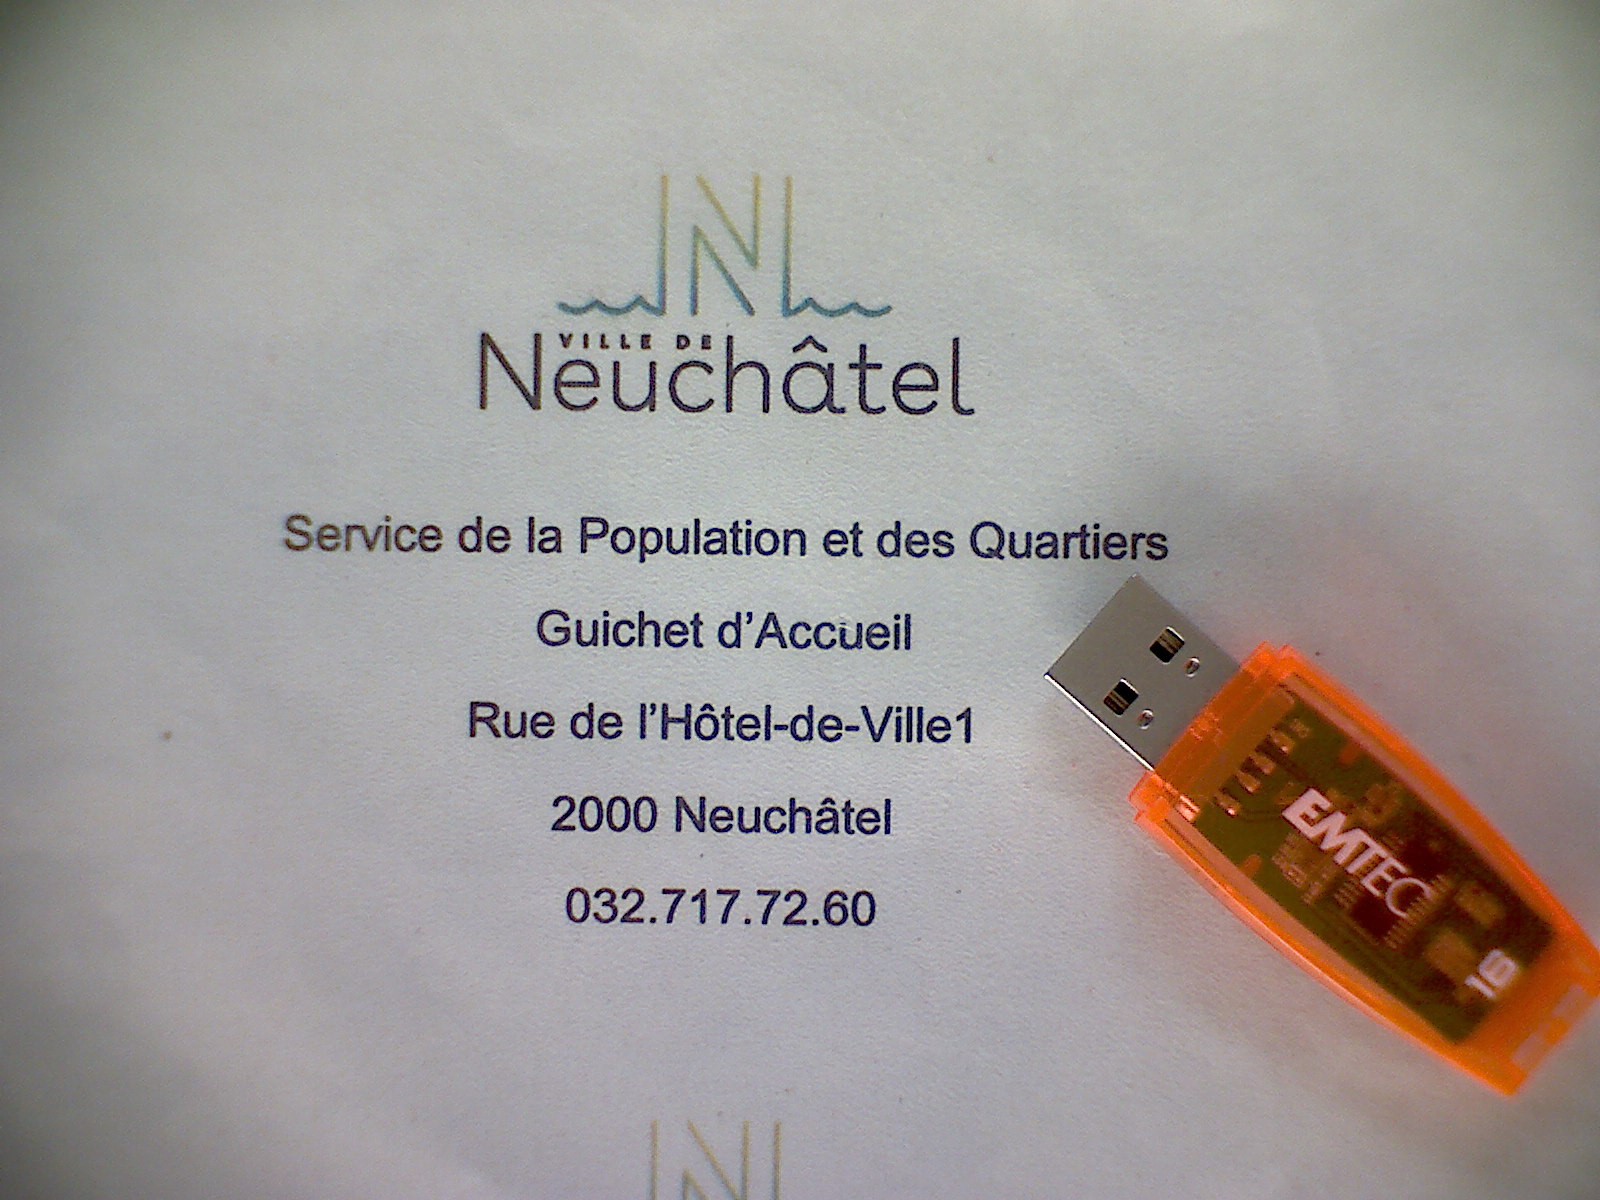 N
VILLE DE
Neuchâtel
Service de la Population et des Quartiers
Guichet d'Accueil
Rue de l'Hôtel-de-Ville1
2000 Neuchâtel
032.717.72.60
EMTEC
16
N